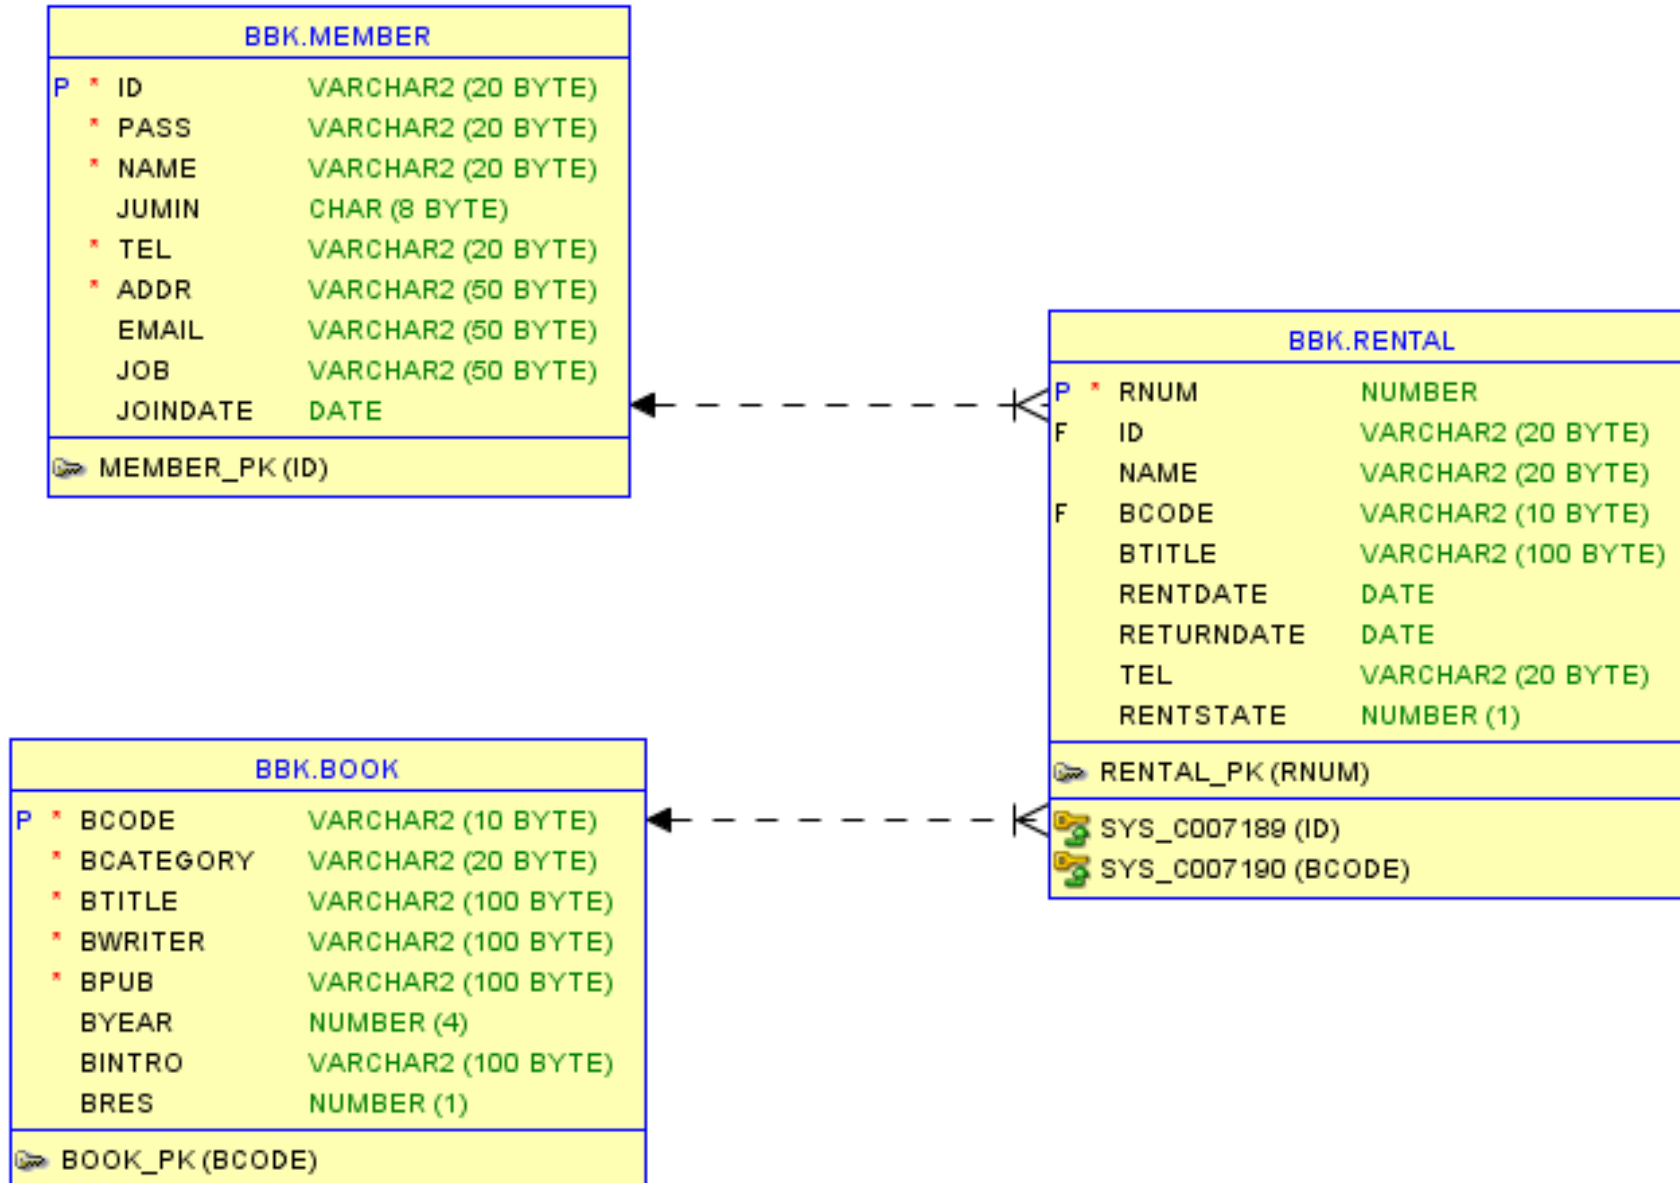 BBK.MEMBER
P * ID VARCHAR2 (20 BYTE)
* PASS VARCHAR2 (20 BYTE)
* NAME VARCHAR2 (20 BYTE)
JUMIN CHAR (8 BYTE)
* TEL VARCHAR2 (20 BYTE)
* ADDR VARCHAR2 (50 BYTE)
EMAIL VARCHAR2 (50 BYTE)
JOB VARCHAR2 (50 BYTE)
JOINDATE DATE
MEMBER_PK (ID)
BBK.RENTAL
P * RNUM NUMBER
F ID VARCHAR2 (20 BYTE)
NAME VARCHAR2 (20 BYTE)
F BCODE VARCHAR2 (10 BYTE)
BTITLE VARCHAR2 (100 BYTE)
RENTDATE DATE
RETURNDATE DATE
TEL VARCHAR2 (20 BYTE)
RENTSTATE NUMBER (1)
RENTAL_PK (RNUM)
SYS_C007189 (ID)
SYS_C007190 (BCODE)
BBK.BOOK
P * BCODE VARCHAR2 (10 BYTE)
* BCATEGORY VARCHAR2 (20 BYTE)
* BTITLE VARCHAR2 (100 BYTE)
* BWRITER VARCHAR2 (100 BYTE)
* BPUB VARCHAR2 (100 BYTE)
BYEAR NUMBER (4)
BINTRO VARCHAR2 (100 BYTE)
BRES NUMBER (1)
BOOK_PK (BCODE)